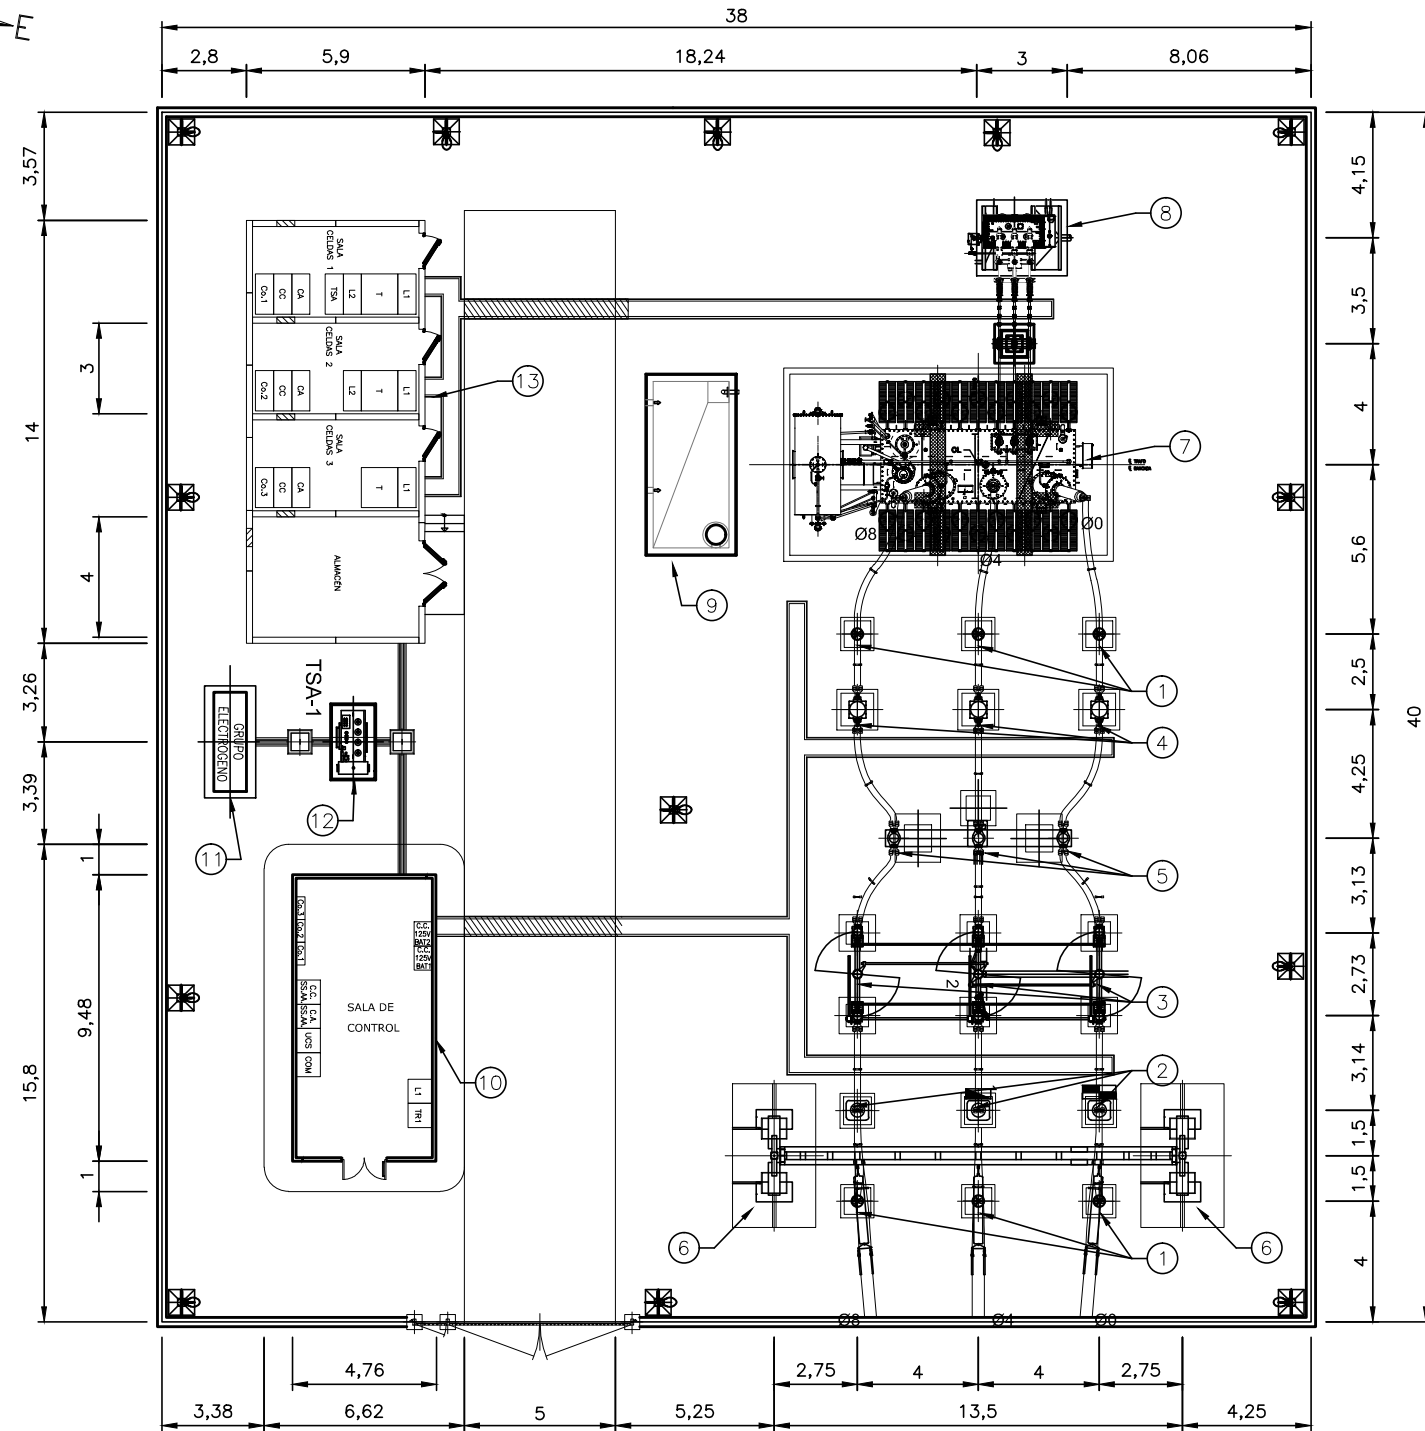 E
38
2,8
5,9
18,24
3
8,06
3,57
14
3
4
3,26
3,39
1
9,48
15,8
1
4,15
3,5
4
5,6
2,5
40
4,25
3,13
2,73
3,14
1,5
1,5
4
SALA
CELDAS 1
Co.1
CC
CA
TSA
L2
T
L1
SALA
CELDAS 2
Co.2
CC
CA
L2
T
L1
SALA
CELDAS 3
Co.3
CC
CA
T
L1
ALMACÉN
8
13
7
9
Ø8
Ø4
Ø0
1
4
5
3
2
2
1
6
6
TSA-1
GRUPO
ELECTROGENO
12
11
Co.3
Co.2
Co.1
C.C.
125V
BAT2
C.C.
125V
BAT1
C.C.
SS.AA.
C.A.
SS.AA.
UCS
COM
SALA DE
CONTROL
10
L1
TR1
Ø8
Ø4
Ø0
4,76
2,75
4
4
2,75
3,38
6,62
5
5,25
13,5
4,25